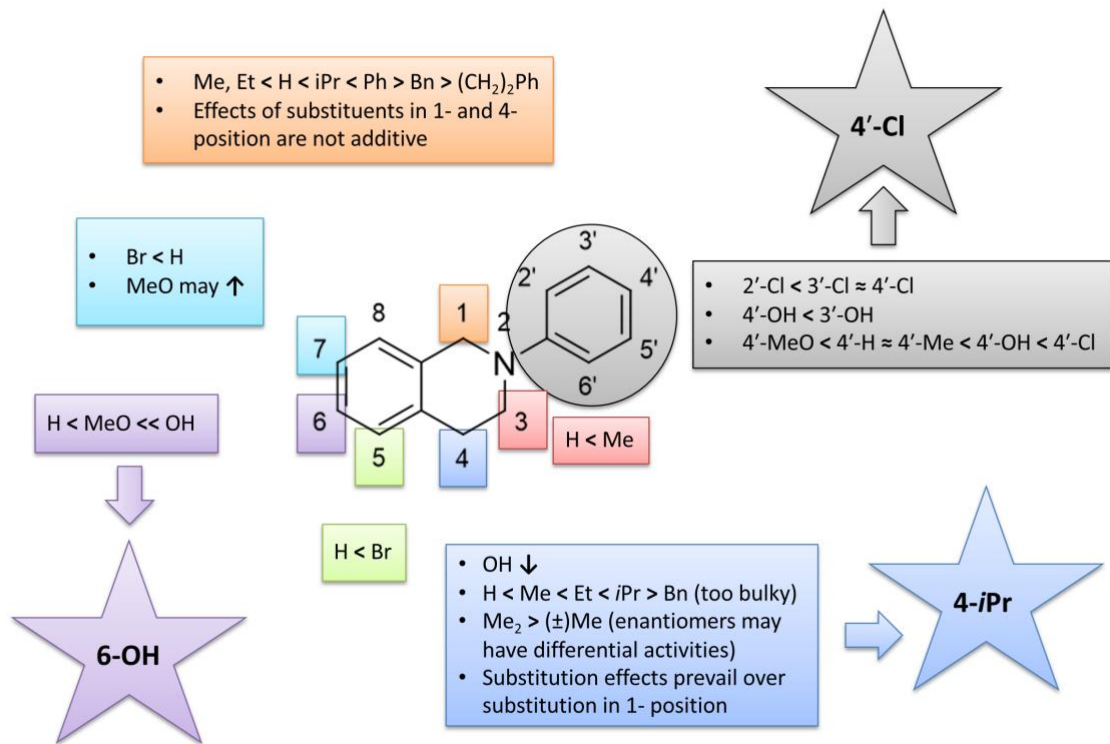 • Me, Et < H < iPr < Ph > Bn > (CH₂)₂Ph
• Effects of substituents in 1- and 4-
position are not additive
4′-Cl
• Br < H
• MeO may ↑
• 2′-Cl < 3′-Cl ≈ 4′-Cl
• 4′-OH < 3′-OH
• 4′-MeO < 4′-H ≈ 4′-Me < 4′-OH < 4′-Cl
3'
2'
4'
8
1
2
7
5'
N
6'
6
3
5
4
H < MeO << OH
H < Me
H < Br
• OH ↓
• H < Me < Et < iPr > Bn (too bulky)
• Me₂ > (±)Me (enantiomers may
have differential activities)
• Substitution effects prevail over
substitution in 1- position
4-iPr
6-OH